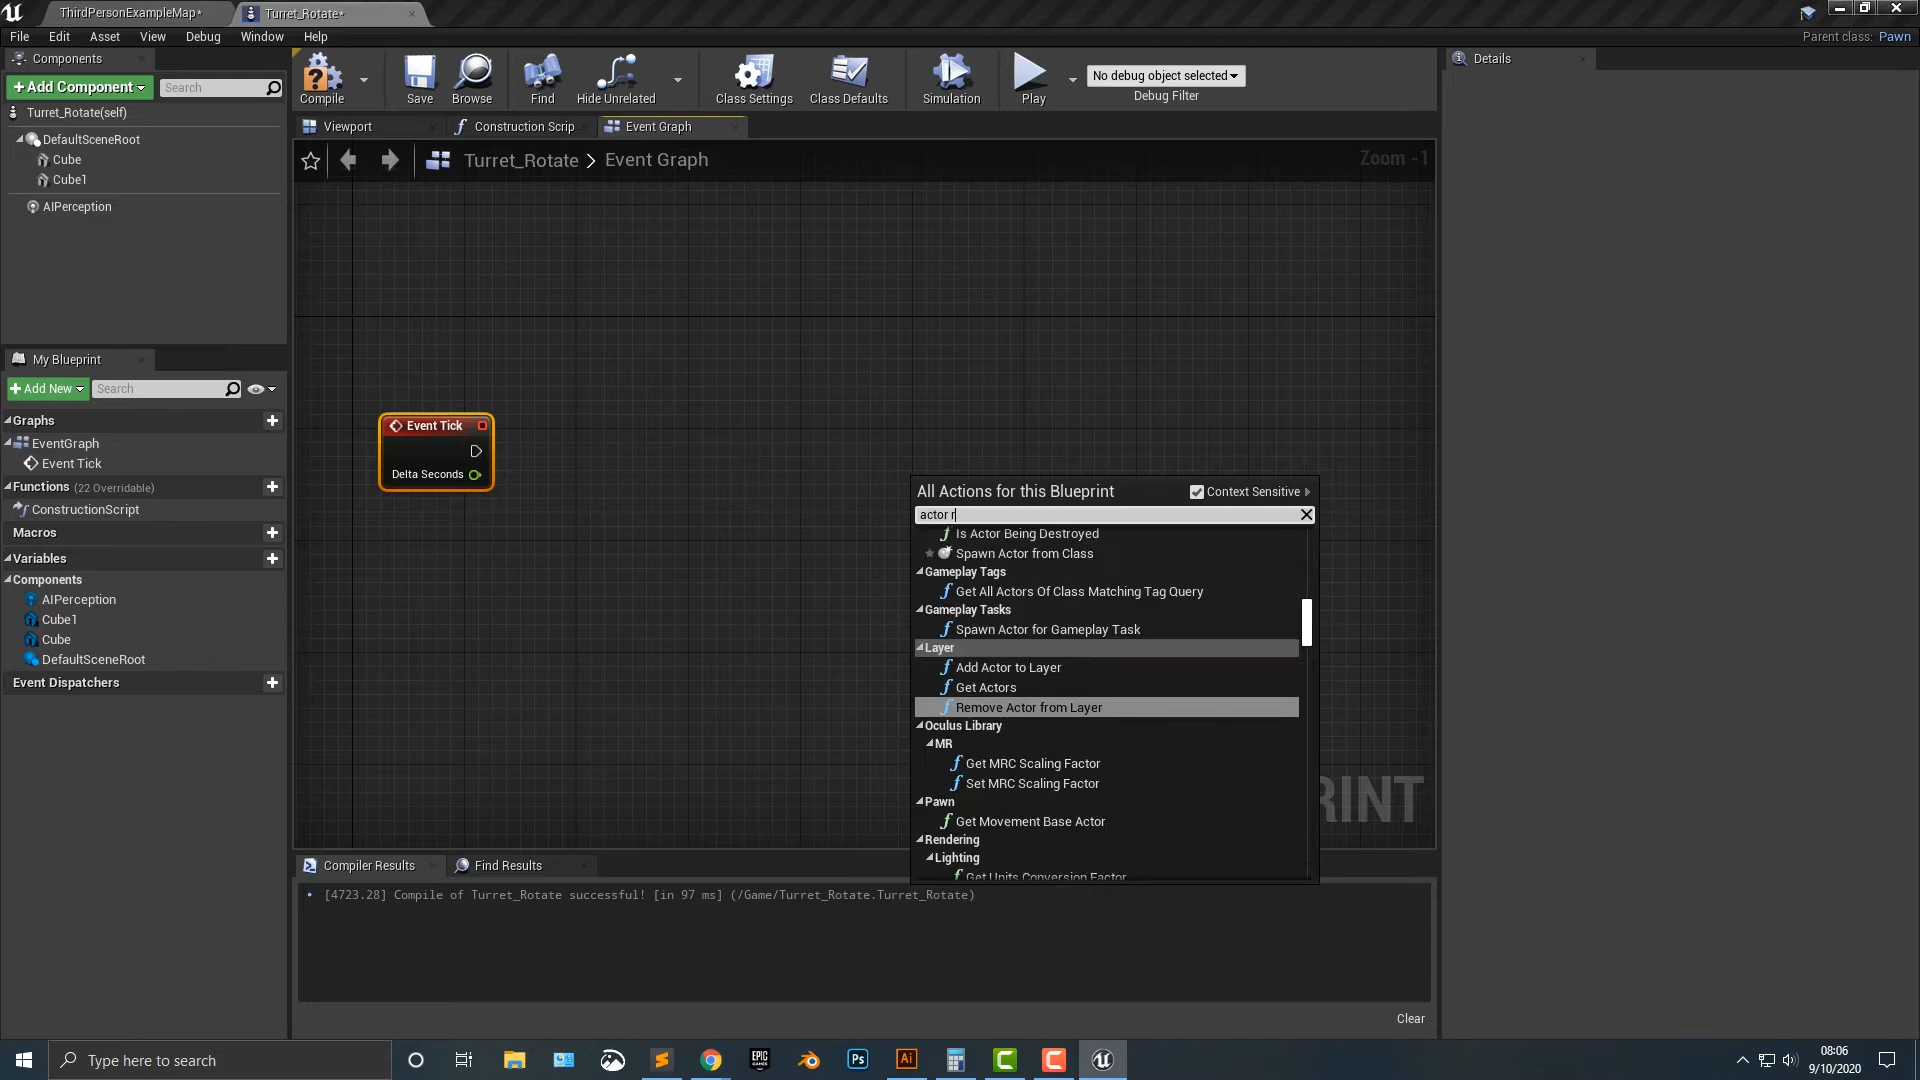 ThirdPersonExampleMap*
Turret_Rotate*
File
Edit
Asset
View
Debug
Window
Help
Parent class: Pawn
Components
+Add Component
Search
Turret_Rotate(self)
DefaultSceneRoot
Cube
Cube1
AIPerception
My Blueprint
+Add New
Search
Graphs
EventGraph
Event Tick
Functions (22 Overridable)
ConstructionScript
Macros
Variables
Components
AIPerception
Cube1
Cube
DefaultSceneRoot
Event Dispatchers
Compile
Save
Browse
Find
Hide Unrelated
Class Settings
Class Defaults
Simulation
Play
No debug object selected
Debug Filter
Viewport
Construction Scrip
Event Graph
Turret_Rotate > Event Graph
Zoom -1
Event Tick
Delta Seconds
All Actions for this Blueprint
Context Sensitive
actor r
Is Actor Being Destroyed
Spawn Actor from Class
Gameplay Tags
Get All Actors Of Class Matching Tag Query
Gameplay Tasks
Spawn Actor for Gameplay Task
Layer
Add Actor to Layer
Get Actors
Remove Actor from Layer
Oculus Library
MR
Get MRC Scaling Factor
Set MRC Scaling Factor
Pawn
Get Movement Base Actor
Rendering
Lighting
Get Units Conversion Factor
RINT
Compiler Results
Find Results
[4723.28] Compile of Turret_Rotate successful! [in 97 ms] (/Game/Turret_Rotate.Turret_Rotate)
Clear
Details
Type here to search
EPIC GAMES
Ps
Ai
08:06
9/10/2020